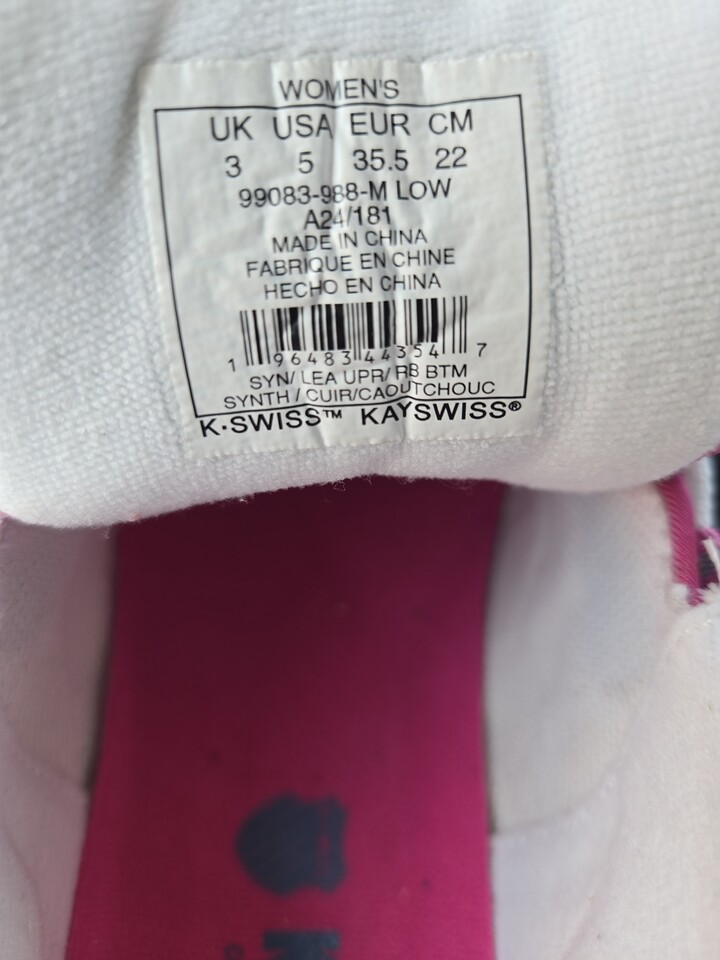 WOMEN'S
UK USA EUR CM
3 5 35.5 22
99083-988-M LOW
A24/181
MADE IN CHINA
FABRIQUE EN CHINE
HECHO EN CHINA
1 96483 44354 7
SYN/ LEA UPR/ RB BTM
SYNTH / CUIR/CAOUTCHOUC
K·SWISS™ KAYSWISS®